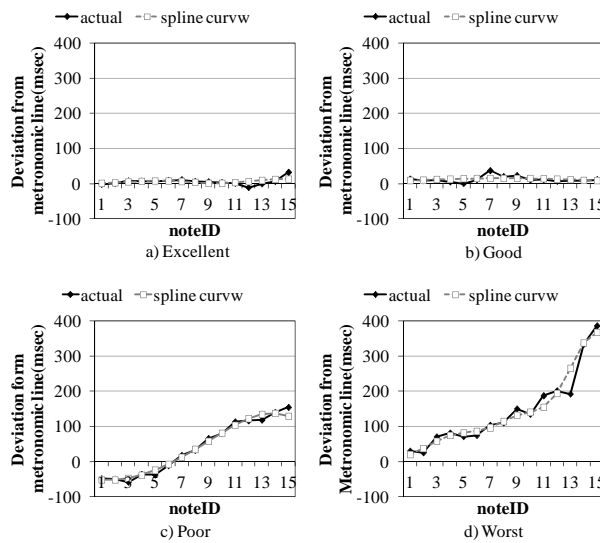 actual spline curvw
400
300
200
100
0
-100
1 3 5 7 9 11 13 15
Deviation from
metronomic line(msec)
noteID
a) Excellent
actual spline curvw
400
300
200
100
0
-100
1 3 5 7 9 11 13 15
Deviation from
metronomic line(msec)
noteID
b) Good
actual spline curvw
400
300
200
100
0
-100
1 3 5 7 9 11 13 15
Deviation form
metronomic line(msec)
noteID
c) Poor
actual spline curvw
400
300
200
100
0
-100
1 3 5 7 9 11 13 15
Deviation from
Metronomic line(msec)
noteID
d) Worst